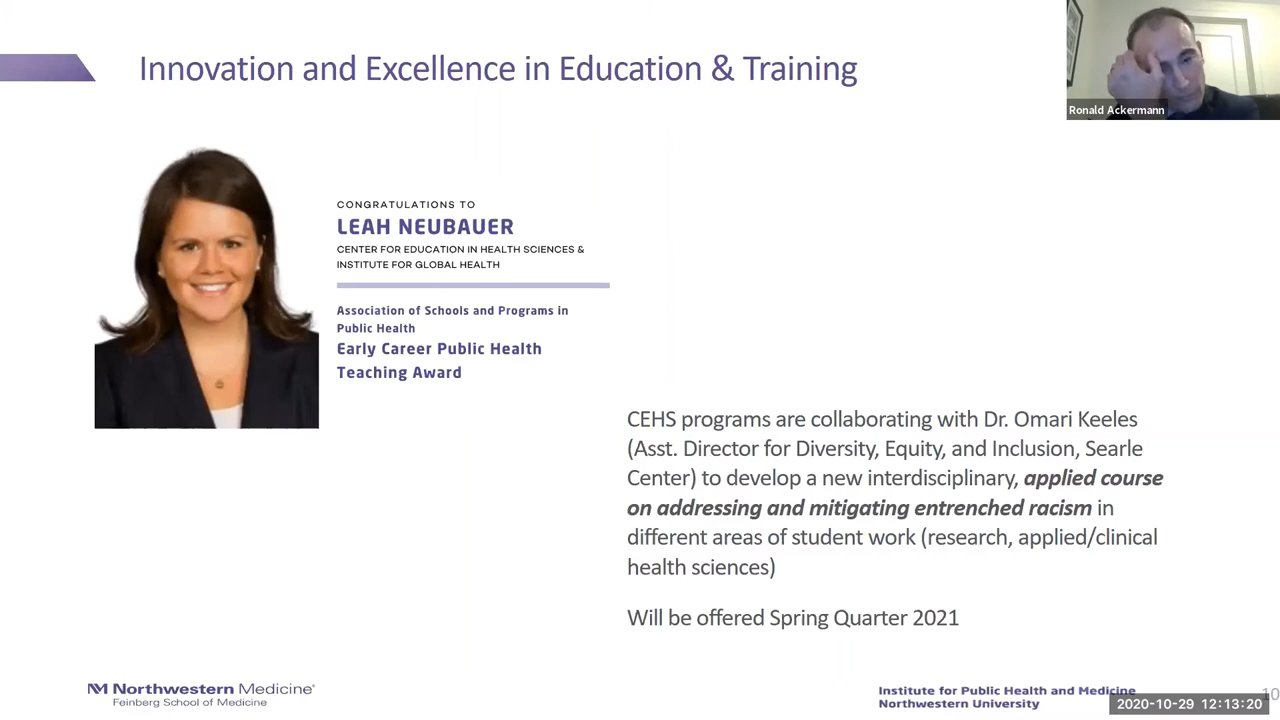 Innovation and Excellence in Education & Training
Ronald Ackermann
CONGRATULATIONS TO
LEAH NEUBAUER
CENTER FOR EDUCATION IN HEALTH SCIENCES &
INSTITUTE FOR GLOBAL HEALTH
Association of Schools and Programs in
Public Health
Early Career Public Health
Teaching Award
CEHS programs are collaborating with Dr. Omari Keeles
(Asst. Director for Diversity, Equity, and Inclusion, Searle
Center) to develop a new interdisciplinary, applied course
on addressing and mitigating entrenched racism in
different areas of student work (research, applied/clinical
health sciences)
Will be offered Spring Quarter 2021
Northwestern Medicine®
Feinberg School of Medicine
Institute for Public Health and Medicine
Northwestern University
10
2020-10-29 12:13:20